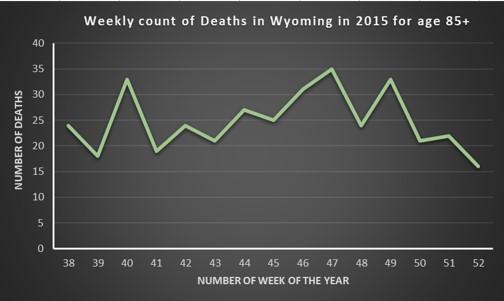 Weekly count of Deaths in Wyoming in 2015 for age 85+
40
35
30
25
20
15
10
5
0
NUMBER OF DEATHS
38 39 40 41 42 43 44 45 46 47 48 49 50 51 52
NUMBER OF WEEK OF THE YEAR